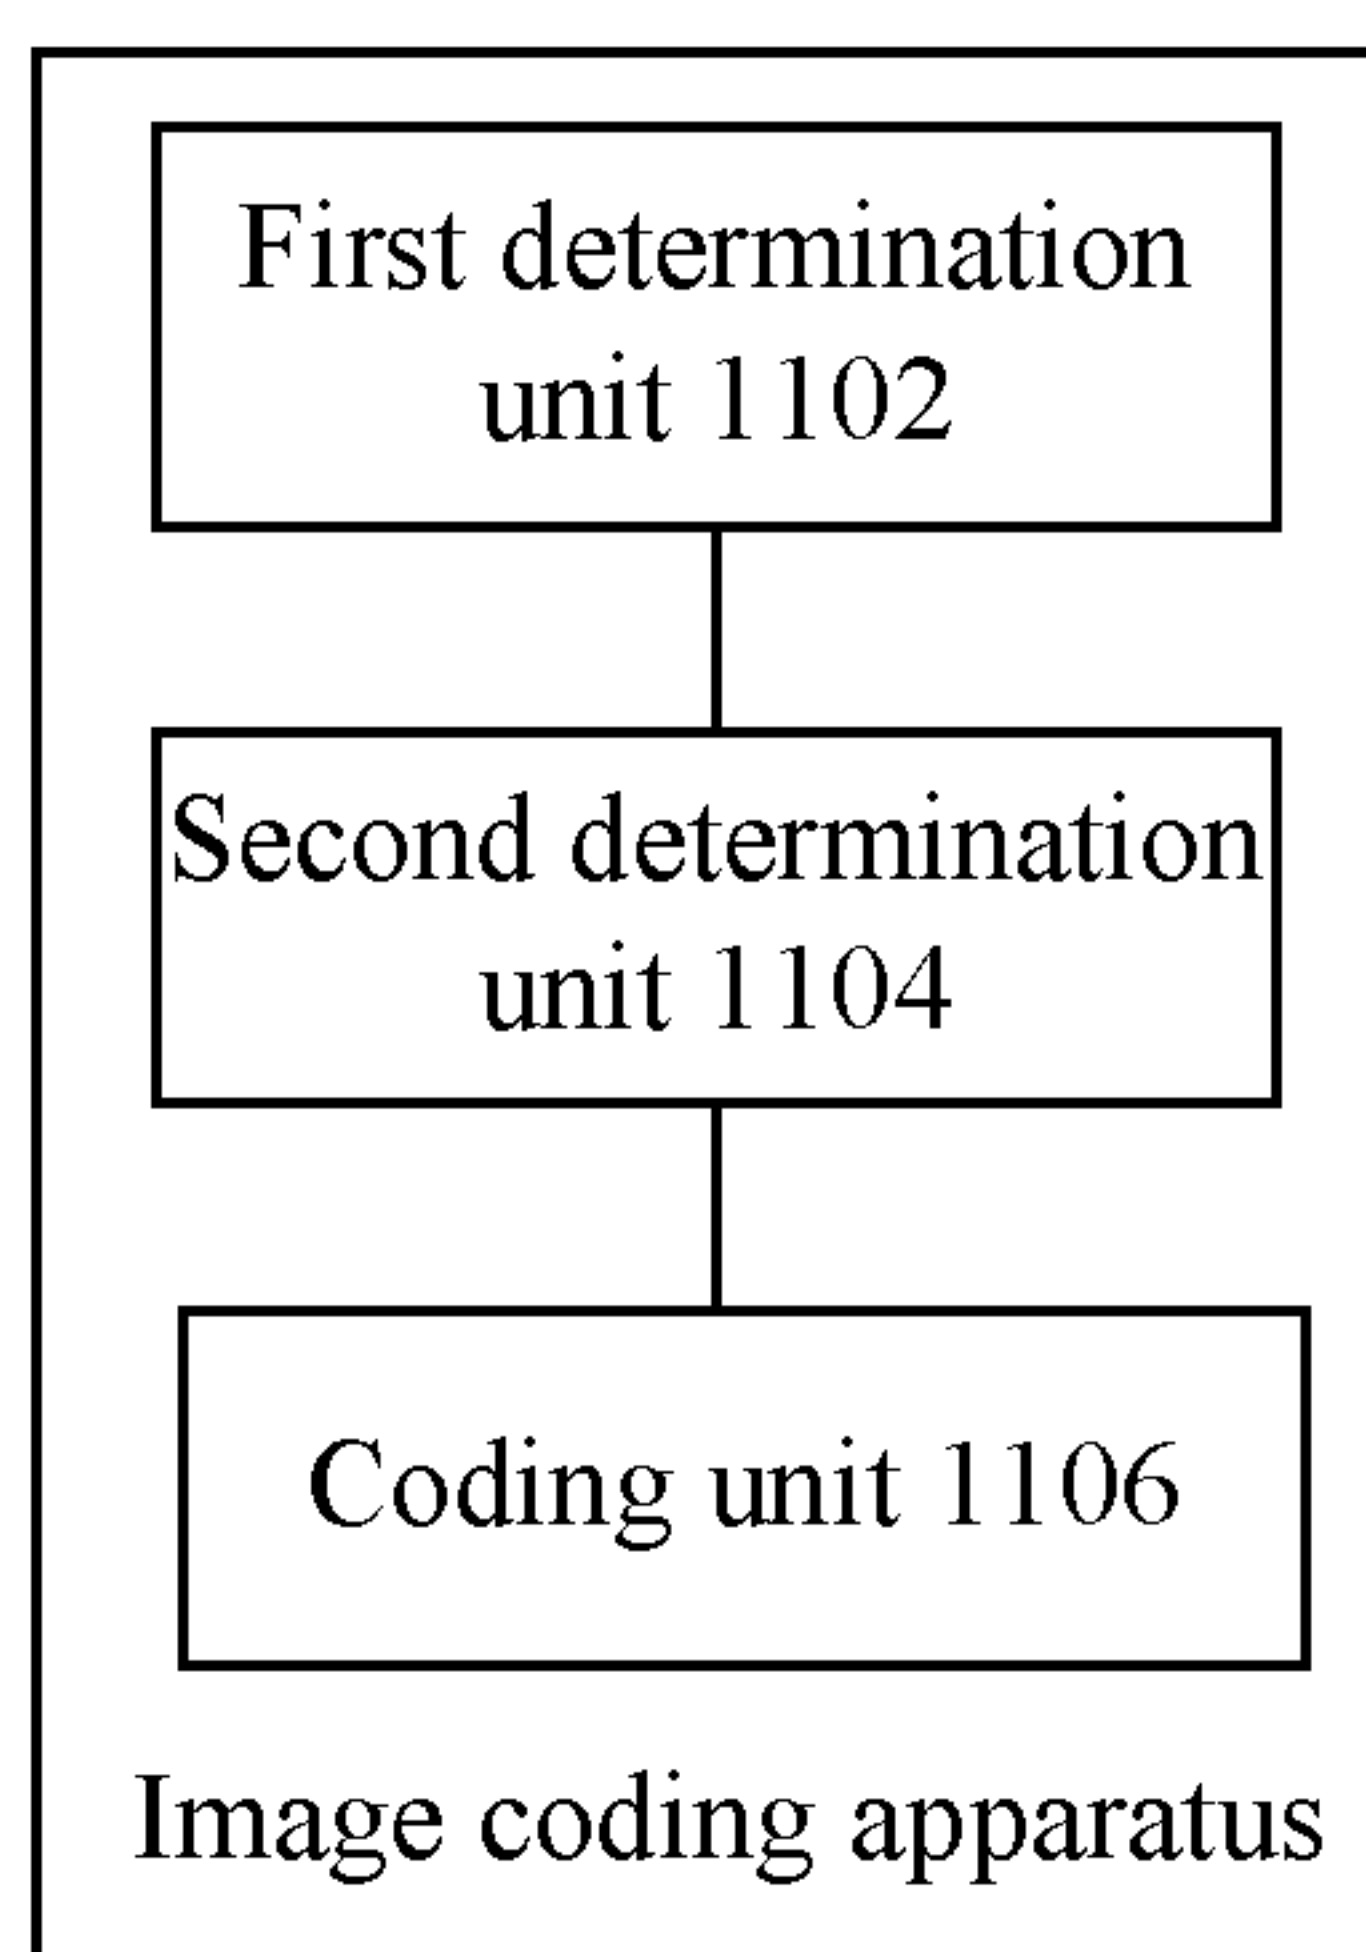 First determination
unit 1102
Second determination
unit 1104
Coding unit 1106
Image coding apparatus